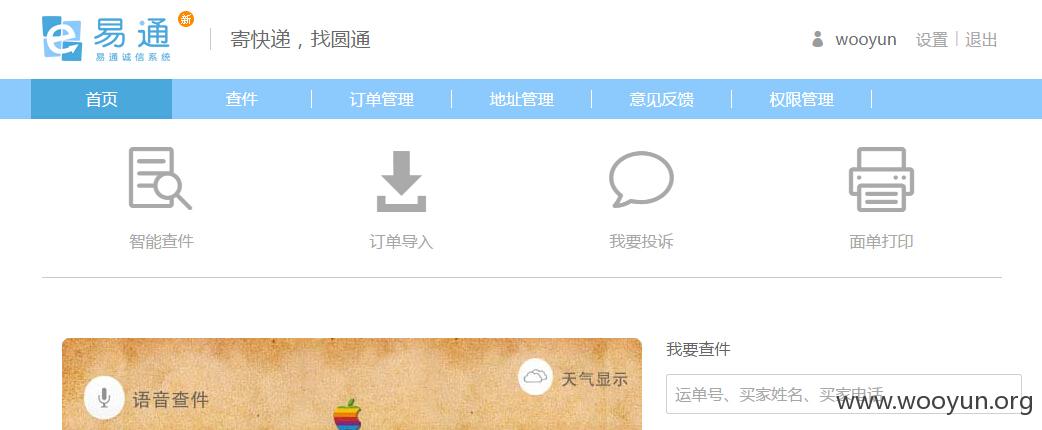 易通 新
易通诚信系统
寄快递，找圆通
wooyun 设置 退出
首页 查件 订单管理 地址管理 意见反馈 权限管理
智能查件 订单导入 我要投诉 面单打印
我要查件
天气显示
语音查件
运单号、买家姓名、买家电话
www.wooyun.org